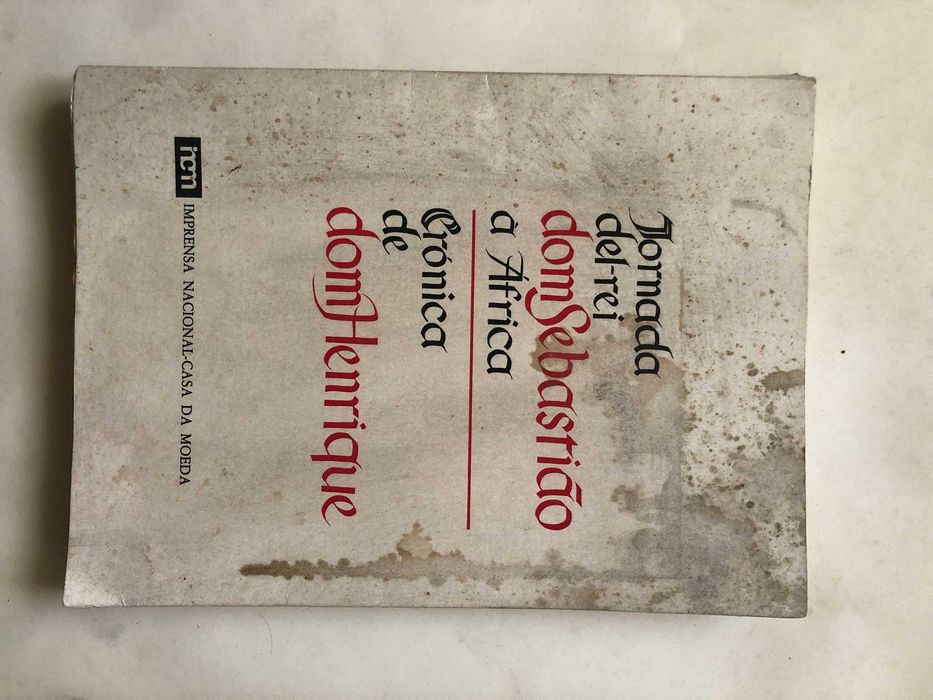 Jornada
del-rei
dom Sebastião
à África
Crónica
de
dom Henrique
incm IMPRENSA NACIONAL-CASA DA MOEDA